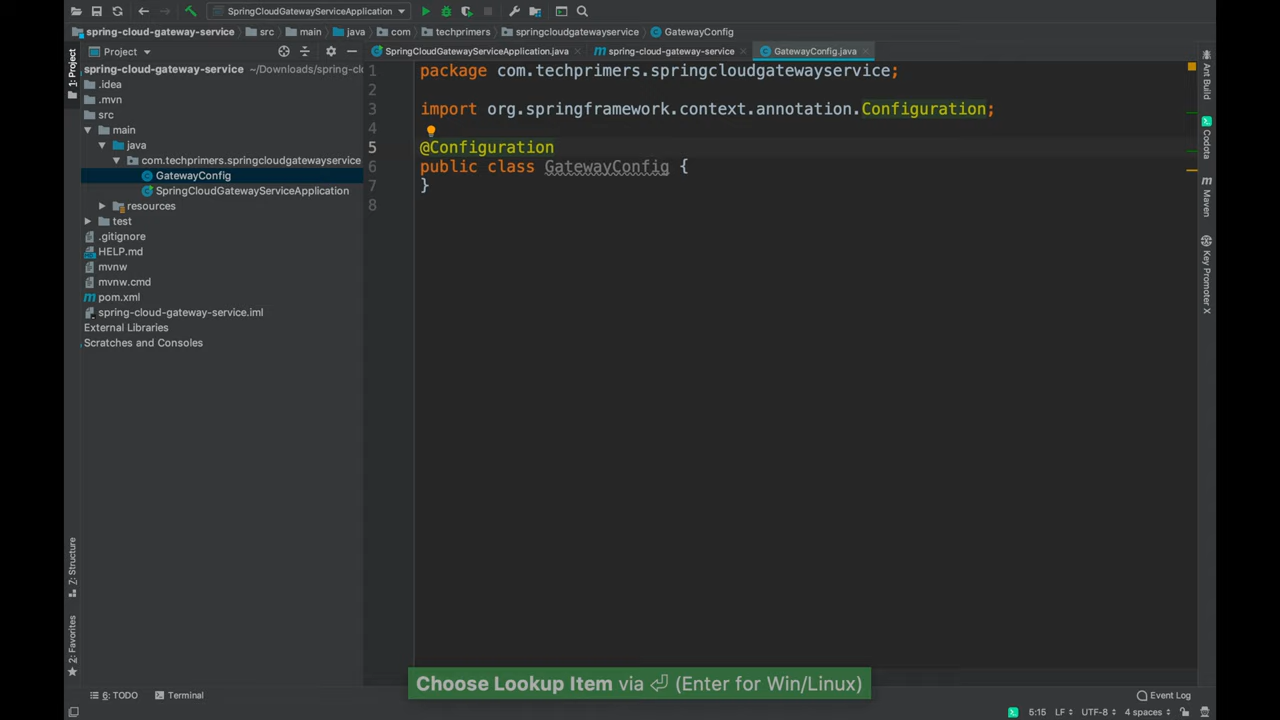 SpringCloudGatewayServiceApplication
spring-cloud-gateway-service src main java com techprimers springcloudgatewayservice GatewayConfig
Project
SpringCloudGatewayServiceApplication.java spring-cloud-gateway-service GatewayConfig.java
1: Project
spring-cloud-gateway-service ~/Downloads/spring-cl
.idea
.mvn
src
main
java
com.techprimers.springcloudgatewayservice
GatewayConfig
SpringCloudGatewayServiceApplication
resources
test
.gitignore
HELP.md
mvnw
mvnw.cmd
pom.xml
spring-cloud-gateway-service.iml
External Libraries
Scratches and Consoles
7: Structure
2: Favorites
1 package com.techprimers.springcloudgatewayservice;
2
3 import org.springframework.context.annotation.Configuration;
4
5 @Configuration
6 public class GatewayConfig {
7 }
8
Ant Build
Codota
Maven
Key Promoter X
Choose Lookup Item via ⏎ (Enter for Win/Linux)
6: TODO Terminal Event Log
5:15 LF UTF-8 4 spaces